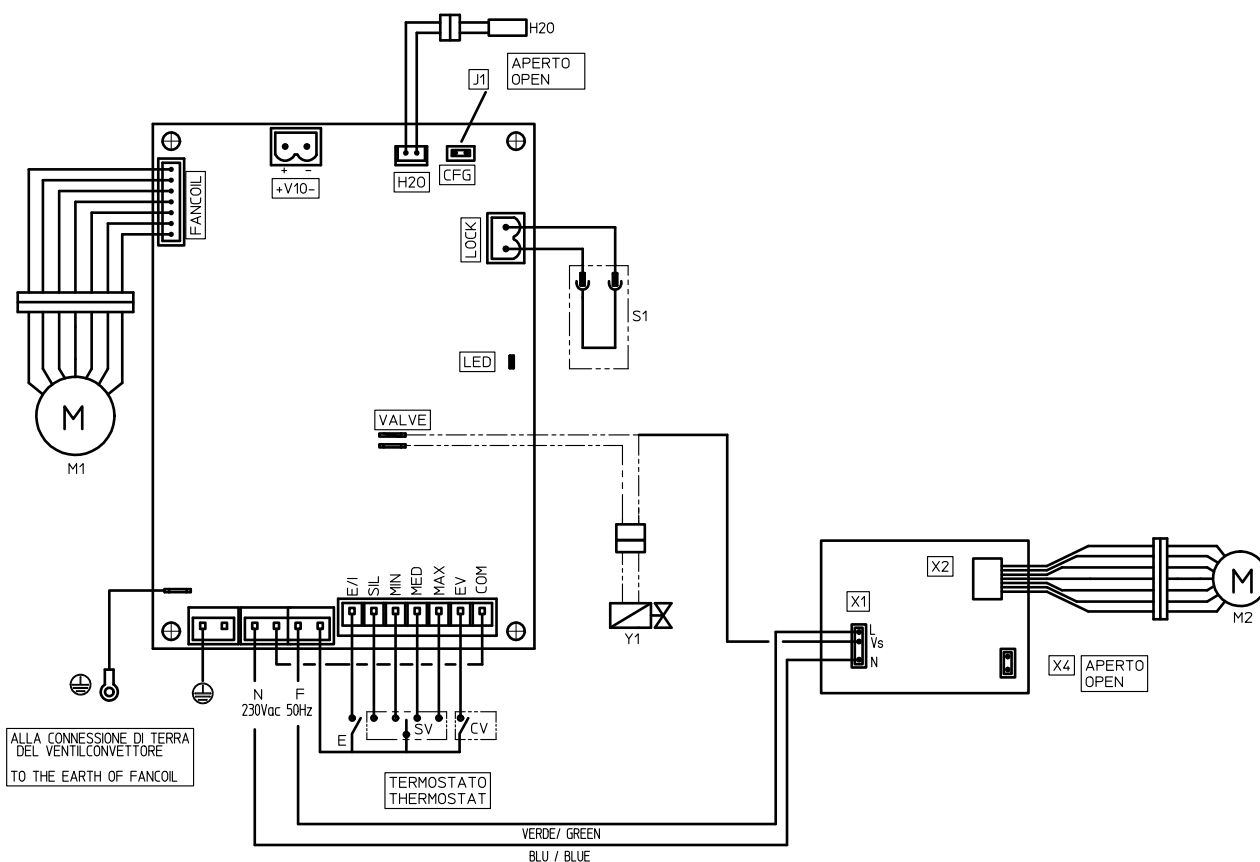 H20
J1
APERTO
OPEN
+ -
+V10-
H20
CFG
FANCOIL
LOCK
S1
LED
M
M1
VALVE
E/I
SIL
MIN
MED
MAX
EV
COM
Y1
X2
X1
L
Vs
N
M
M2
X4
APERTO
OPEN
N F
230Vac 50Hz
E
SV
CV
ALLA CONNESSIONE DI TERRA
DEL VENTILCONVETTORE
TO THE EARTH OF FANCOIL
TERMOSTATO
THERMOSTAT
VERDE/ GREEN
BLU / BLUE